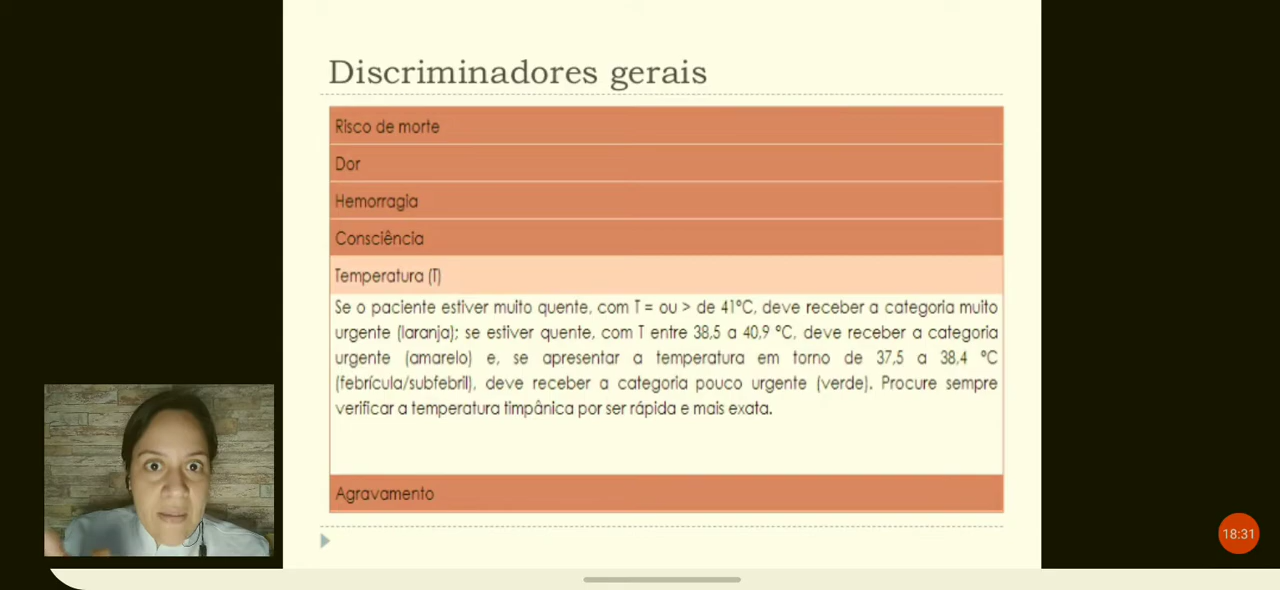 Discriminadores gerais
Risco de morte
Dor
Hemorragia
Consciência
Temperatura (T)
Se o paciente estiver muito quente, com T = ou > de 41ºC, deve receber a categoria muito
urgente (laranja); se estiver quente, com T entre 38,5 a 40,9 ºC, deve receber a categoria
urgente (amarelo) e, se apresentar a temperatura em torno de 37,5 a 38,4 ºC
(febrícula/subfebril), deve receber a categoria pouco urgente (verde). Procure sempre
verificar a temperatura timpânica por ser rápida e mais exata.
Agravamento
18:31